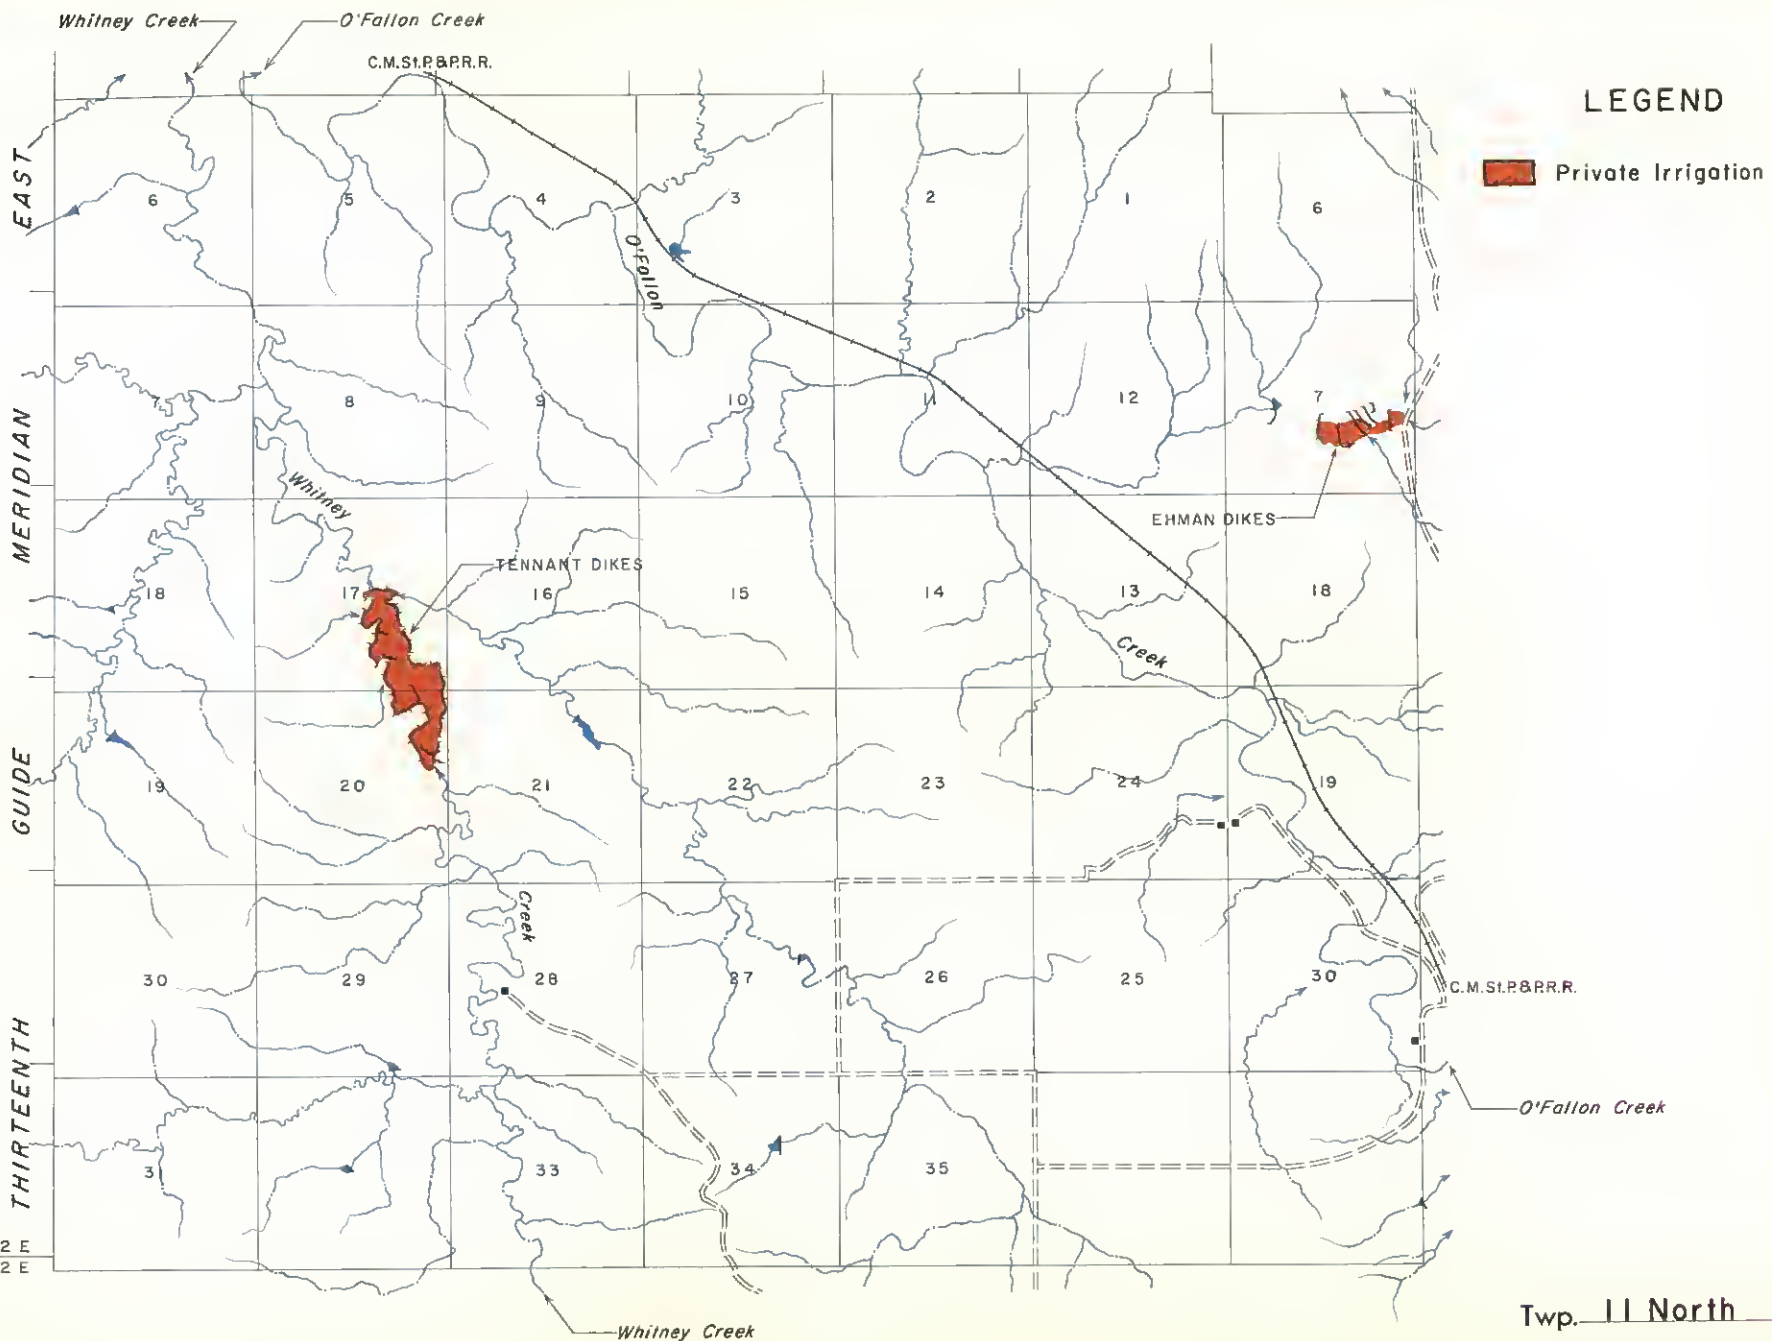 Whitney Creek
O'Fallon Creek
C.M.St.P.&P.R.R.
LEGEND
Private Irrigation
EAST
MERIDIAN
GUIDE
THIRTEENTH
6
5
4
3
2
1
6
O'Fallon
7
8
9
10
11
12
7
Whitney
EHMAN DIKES
TENNANT DIKES
18
17
16
15
14
13
18
Creek
19
20
21
22
23
24
19
Creek
30
29
28
27
26
25
30
C.M.St.P.&P.R.R.
O'Fallon Creek
31
33
34
35
2 E
2 E
Whitney Creek
Twp. 11 North